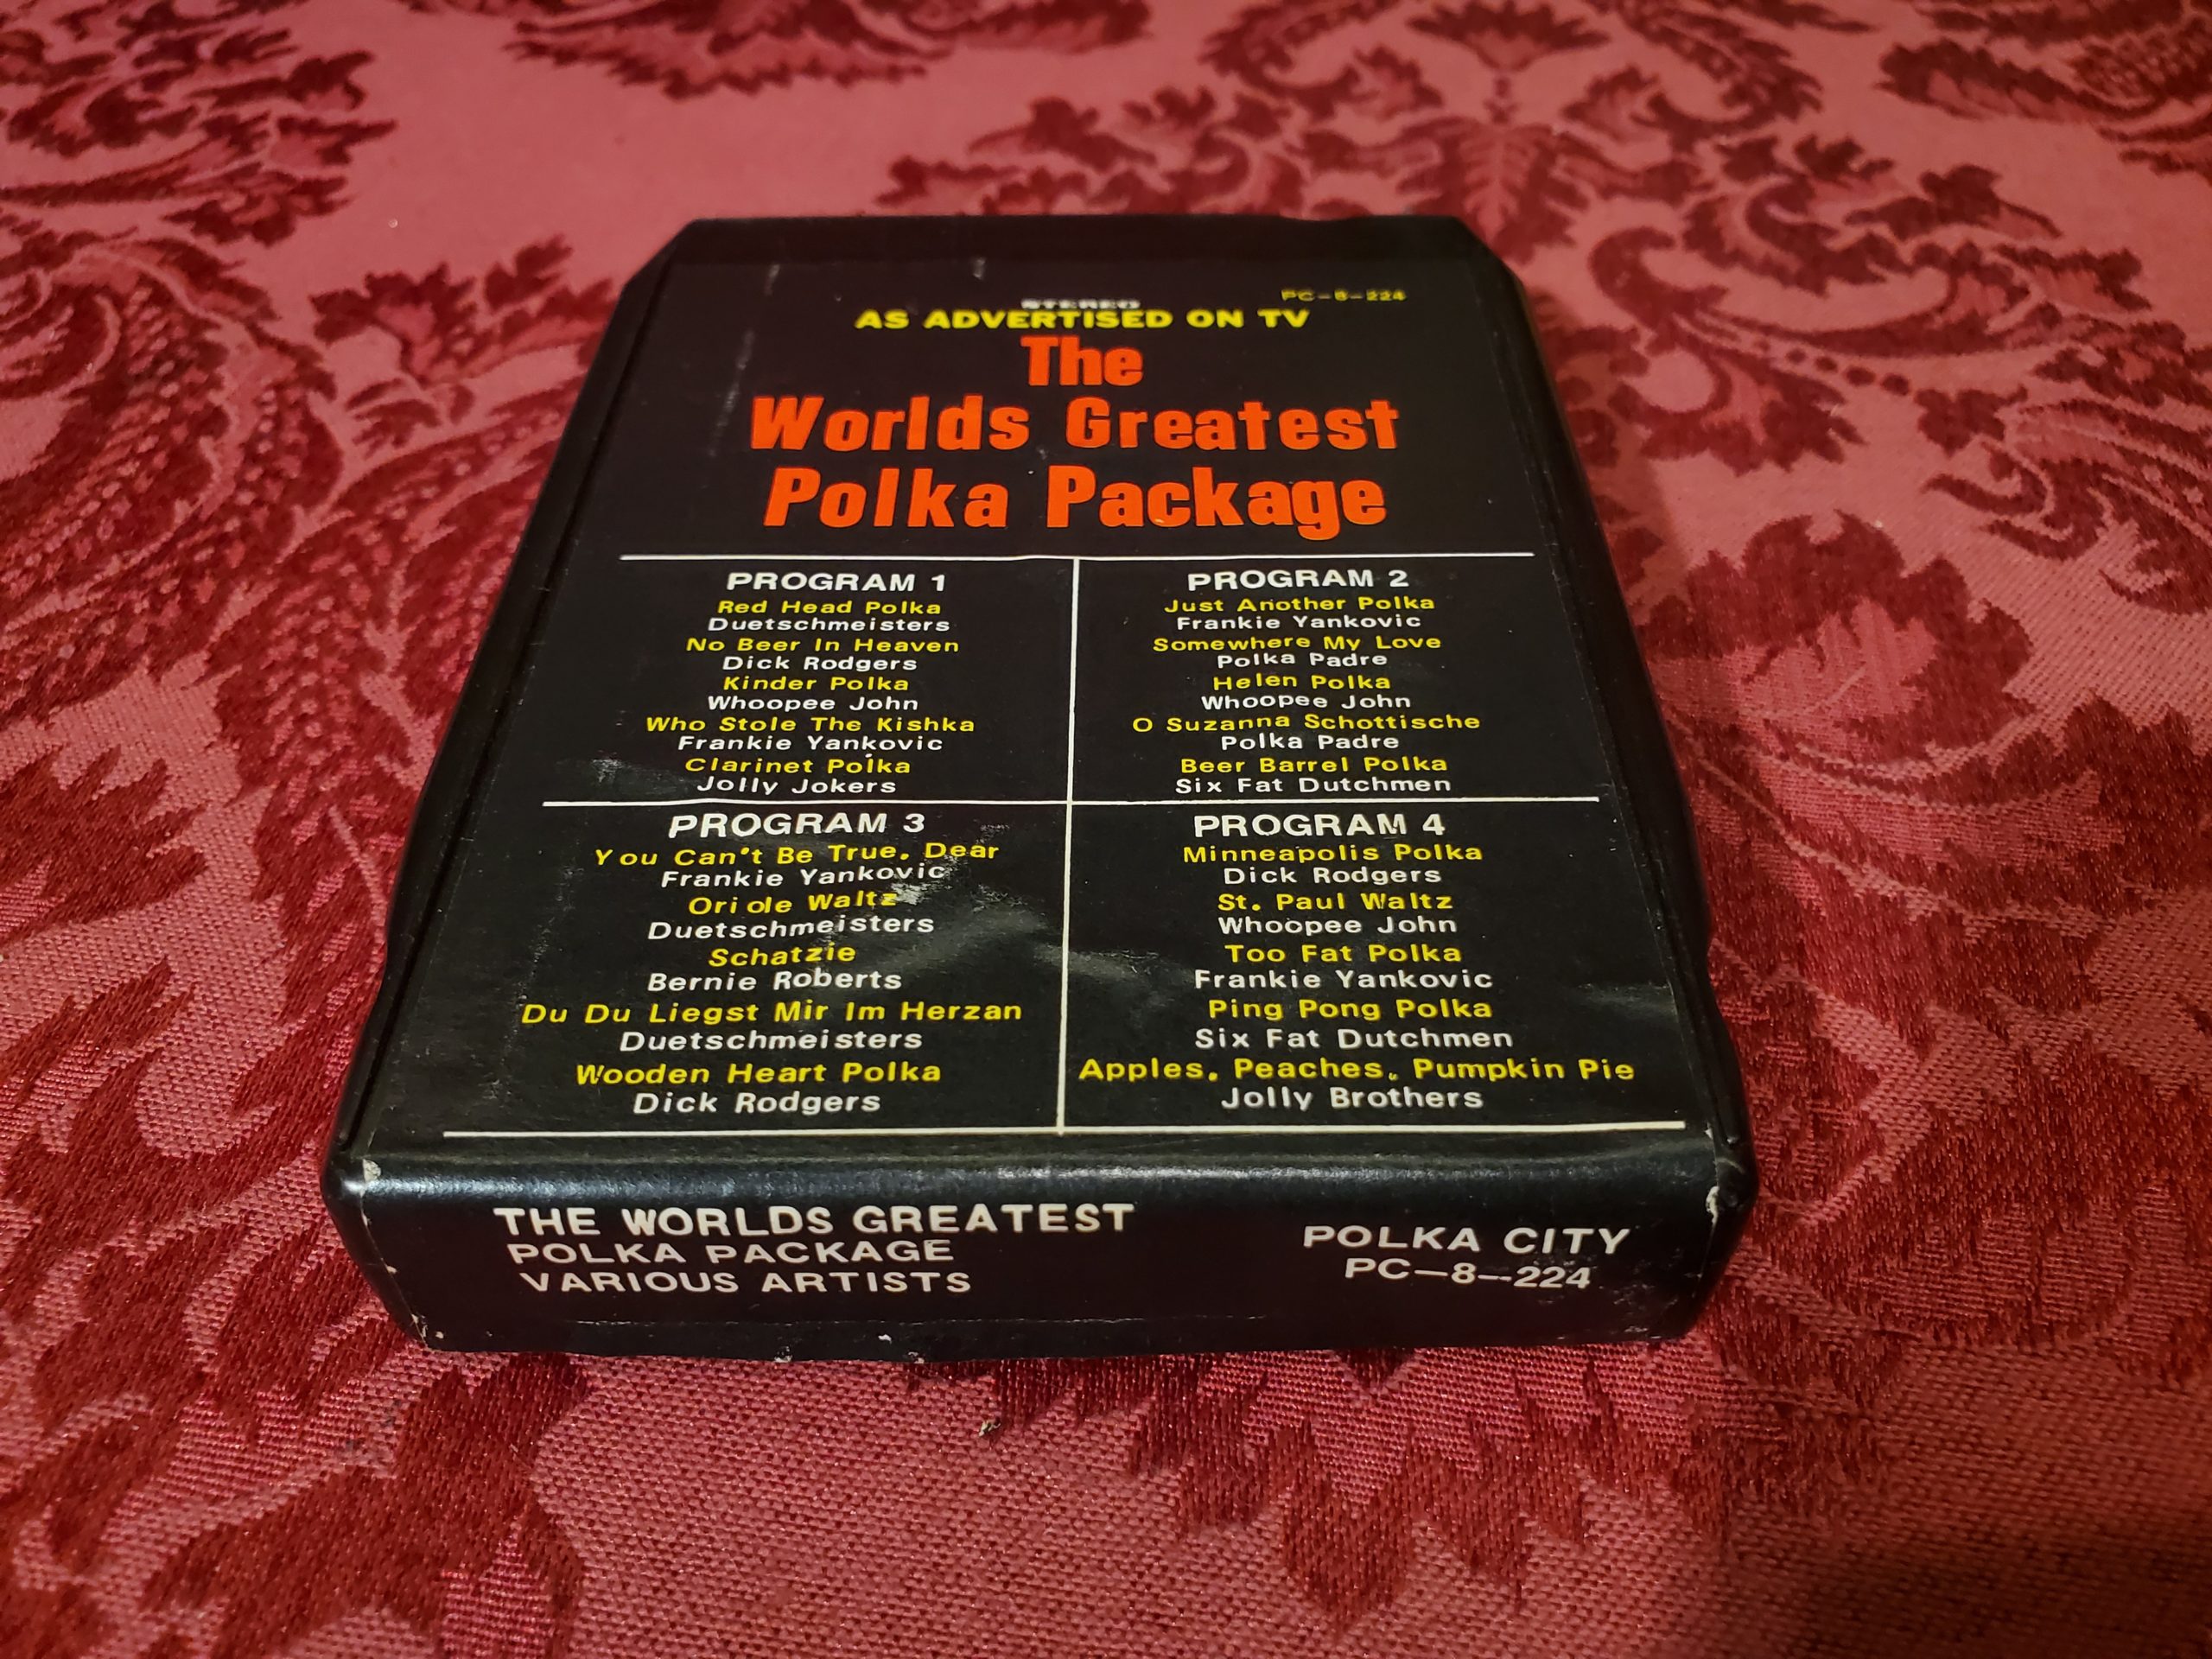 STEREO
PC-8-224
AS ADVERTISED ON TV
The
Worlds Greatest
Polka Package
PROGRAM 1
Red Head Polka
Duetschmeisters
No Beer In Heaven
Dick Rodgers
Kinder Polka
Whoopee John
Who Stole The Kishka
Frankie Yankovic
Clarinet Polka
Jolly Jokers
PROGRAM 2
Just Another Polka
Frankie Yankovic
Somewhere My Love
Polka Padre
Helen Polka
Whoopee John
O Suzanna Schottische
Polka Padre
Beer Barrel Polka
Six Fat Dutchmen
PROGRAM 3
You Can't Be True. Dear
Frankie Yankovic
Oriole Waltz
Duetschmeisters
Schatzie
Bernie Roberts
Du Du Liegst Mir Im Herzan
Duetschmeisters
Wooden Heart Polka
Dick Rodgers
PROGRAM 4
Minneapolis Polka
Dick Rodgers
St. Paul Waltz
Whoopee John
Too Fat Polka
Frankie Yankovic
Ping Pong Polka
Six Fat Dutchmen
Apples. Peaches. Pumpkin Pie
Jolly Brothers
THE WORLDS GREATEST
POLKA PACKAGE
VARIOUS ARTISTS
POLKA CITY
PC-8-224